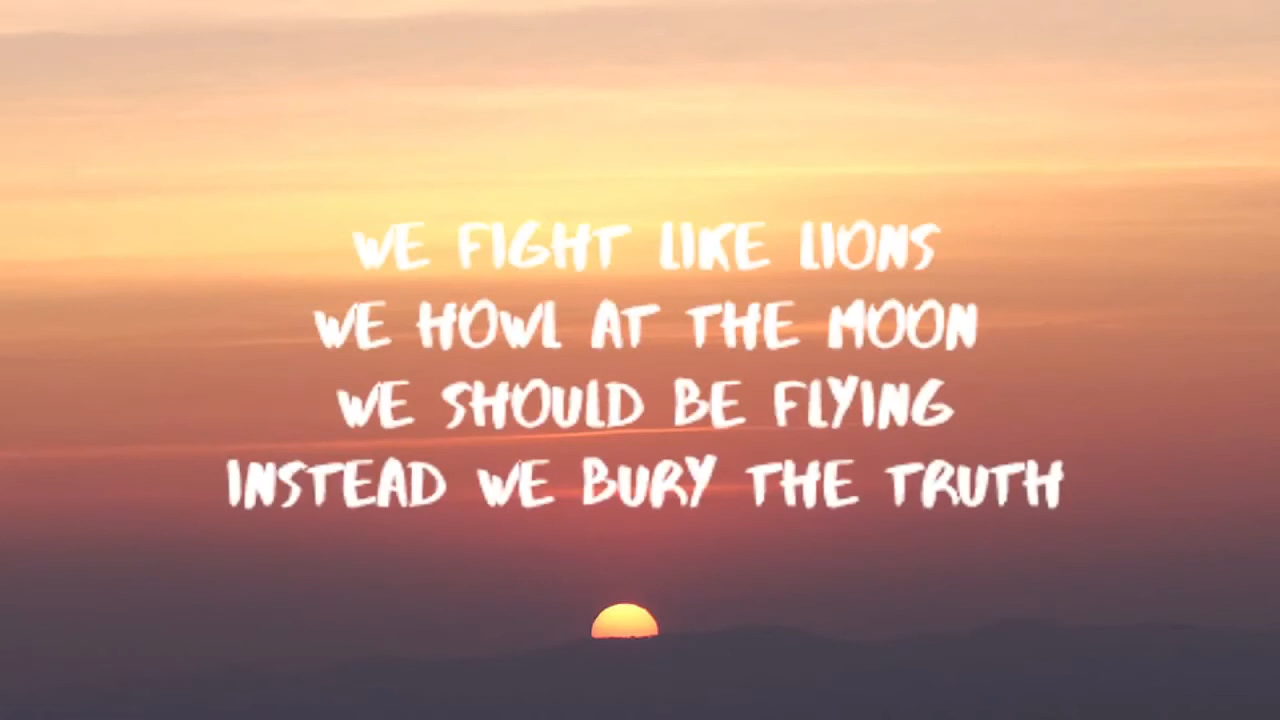 WE FIGHT LIKE LIONS
WE HOWL AT THE MOON
WE SHOULD BE FLYING
INSTEAD WE BURY THE TRUTH